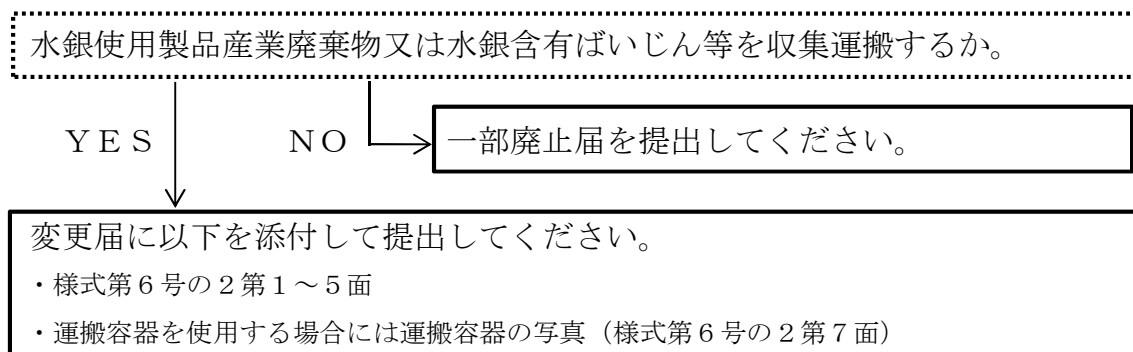 水銀使用製品産業廃棄物又は水銀含有ばいじん等を収集運搬するか。
ＹＥＳ
ＮＯ
一部廃止届を提出してください。
変更届に以下を添付して提出してください。
・様式第６号の２第１～５面
・運搬容器を使用する場合には運搬容器の写真（様式第６号の２第７面）